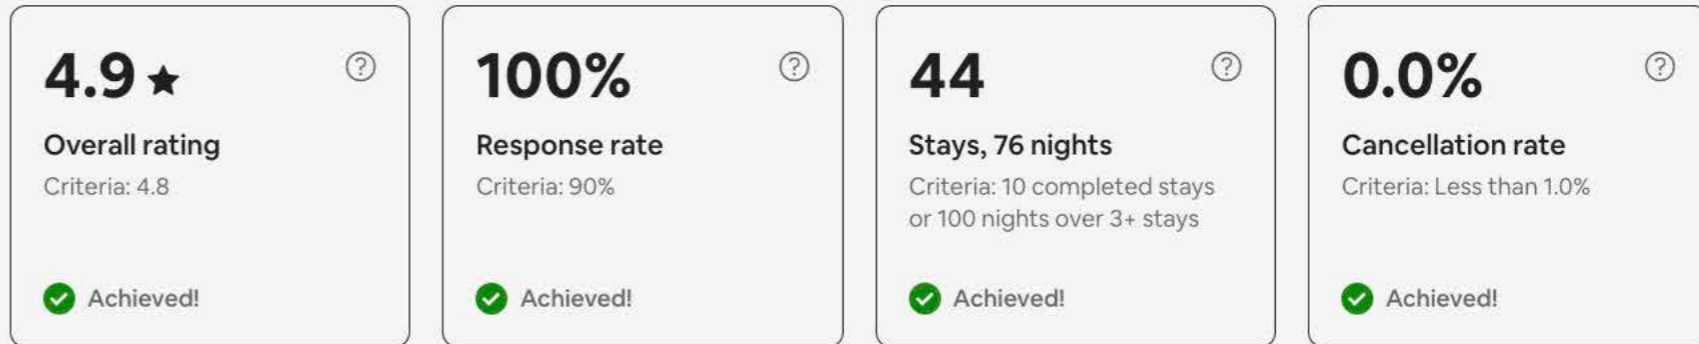 4.9 ★
Overall rating
Criteria: 4.8
Achieved!
100%
Response rate
Criteria: 90%
Achieved!
44
Stays, 76 nights
Criteria: 10 completed stays
or 100 nights over 3+ stays
Achieved!
0.0%
Cancellation rate
Criteria: Less than 1.0%
Achieved!